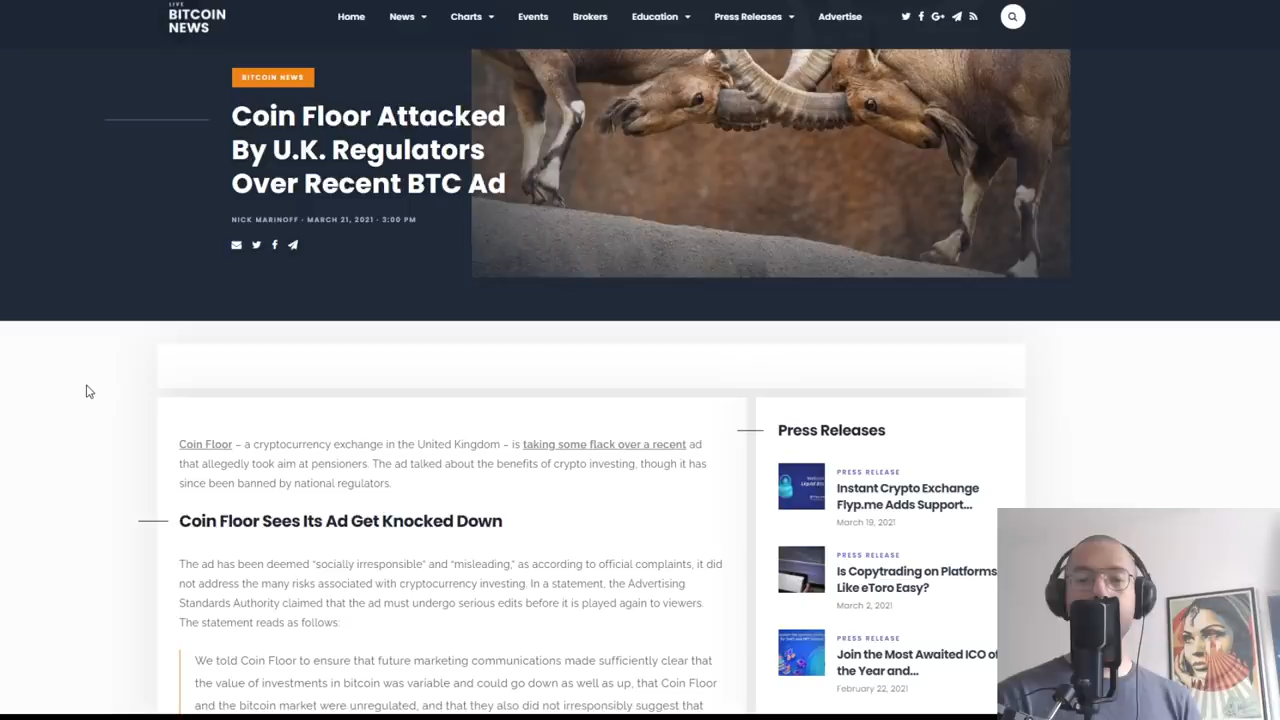 LIVE
BITCOIN
NEWS
Home News Charts Events Brokers Education Press Releases Advertise
BITCOIN NEWS
Coin Floor Attacked
By U.K. Regulators
Over Recent BTC Ad
NICK MARINOFF · MARCH 21, 2021 · 3:00 PM
Coin Floor – a cryptocurrency exchange in the United Kingdom – is taking some flack over a recent ad
that allegedly took aim at pensioners. The ad talked about the benefits of crypto investing, though it has
since been banned by national regulators.
Coin Floor Sees Its Ad Get Knocked Down
The ad has been deemed "socially irresponsible" and "misleading," as according to official complaints, it did
not address the many risks associated with cryptocurrency investing. In a statement, the Advertising
Standards Authority claimed that the ad must undergo serious edits before it is played again to viewers.
The statement reads as follows:
We told Coin Floor to ensure that future marketing communications made sufficiently clear that
the value of investments in bitcoin was variable and could go down as well as up, that Coin Floor
and the bitcoin market were unregulated, and that they also did not irresponsibly suggest that
Press Releases
PRESS RELEASE
Instant Crypto Exchange
Flyp.me Adds Support...
March 19, 2021
PRESS RELEASE
Is Copytrading on Platforms
Like eToro Easy?
March 2, 2021
PRESS RELEASE
Join the Most Awaited ICO of
the Year and...
February 22, 2021